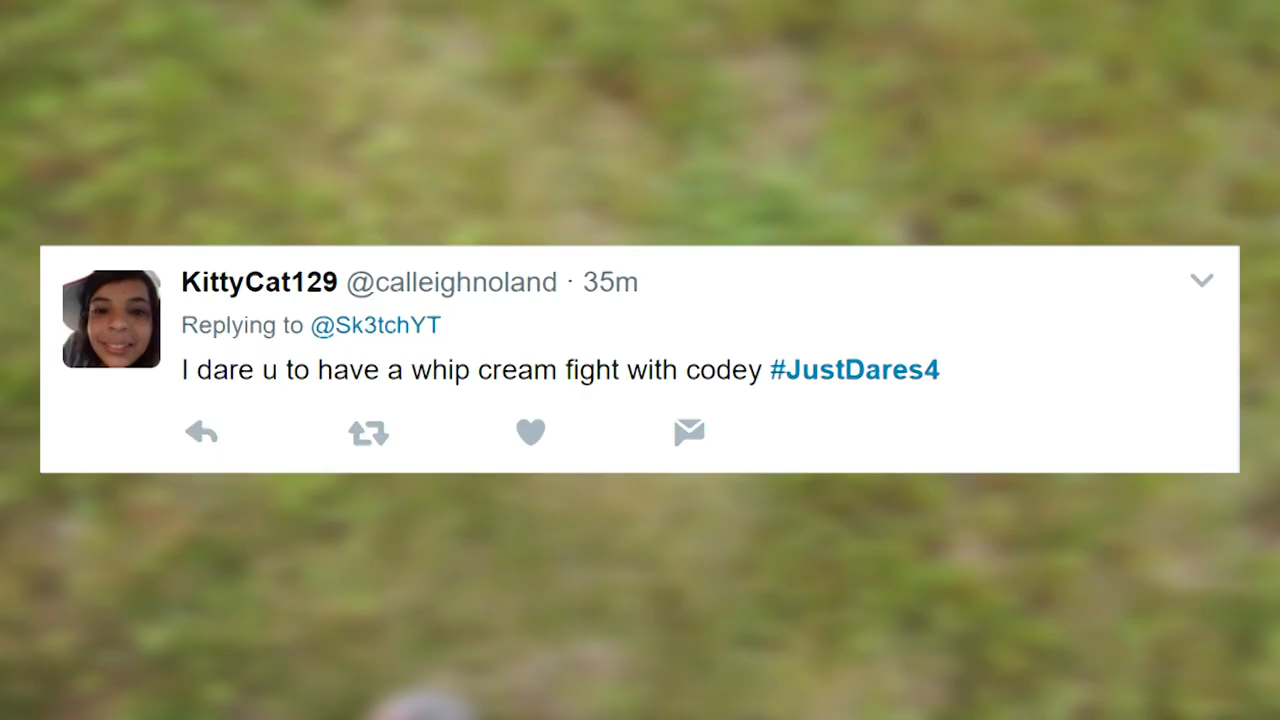 KittyCat129 @calleighnoland · 35m
Replying to @Sk3tchYT
I dare u to have a whip cream fight with codey #JustDares4